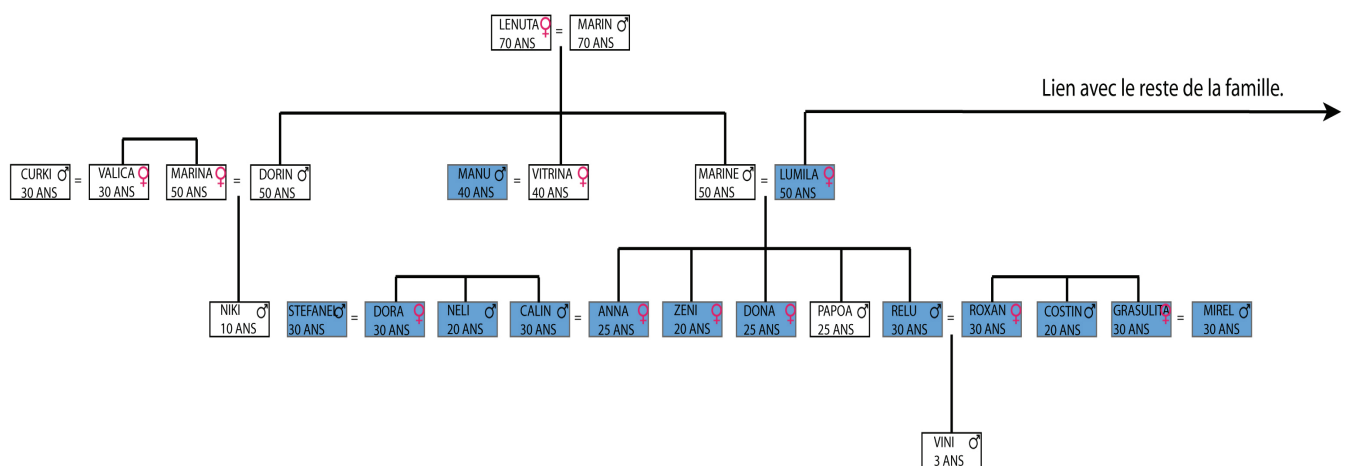 LENUTA
70 ANS
=
MARIN
70 ANS
Lien avec le reste de la famille.
CURKI
30 ANS
=
VALICA
30 ANS
MARINA
50 ANS
=
DORIN
50 ANS
MANU
40 ANS
=
VITRINA
40 ANS
MARINE
50 ANS
=
LUMILA
50 ANS
NIKI
10 ANS
STEFANEL
30 ANS
=
DORA
30 ANS
NELI
20 ANS
CALIN
30 ANS
=
ANNA
25 ANS
ZENI
20 ANS
DONA
25 ANS
PAPOA
25 ANS
RELU
30 ANS
=
ROXAN
30 ANS
COSTIN
20 ANS
GRASULITA
30 ANS
=
MIREL
30 ANS
VINI
3 ANS